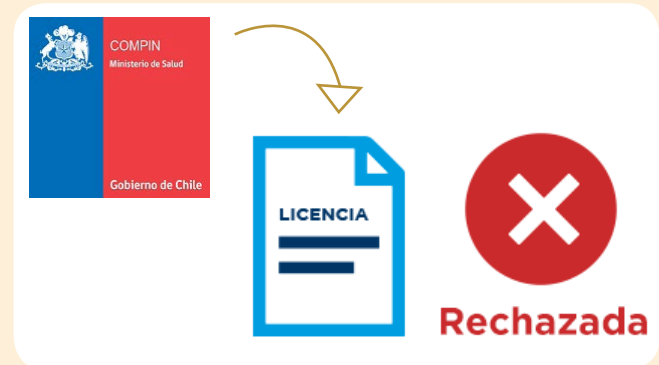 COMPIN
Ministerio de Salud
Gobierno de Chile
LICENCIA
Rechazada